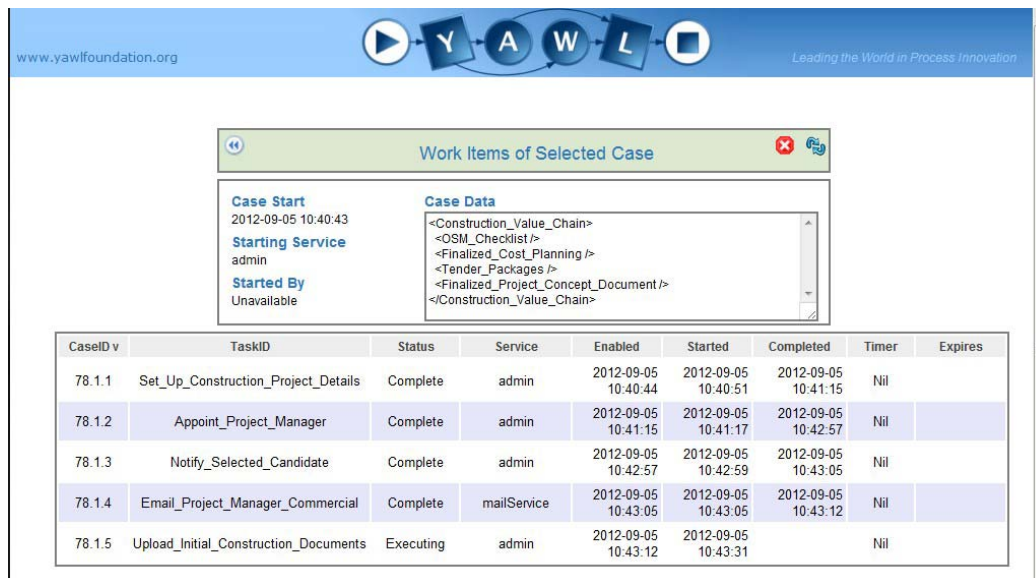 www.yawlfoundation.org
Y A W L
Leading the World in Process Innovation
Work Items of Selected Case
Case Start
2012-09-05 10:40:43
Starting Service
admin
Started By
Unavailable
Case Data
<Construction_Value_Chain>
<OSM_Checklist />
<Finalized_Cost_Planning />
<Tender_Packages />
<Finalized_Project_Concept_Document />
</Construction_Value_Chain>
CaseID v TaskID Status Service Enabled Started Completed Timer Expires
78.1.1 Set_Up_Construction_Project_Details Complete admin 2012-09-05 10:40:44 2012-09-05 10:40:51 2012-09-05 10:41:15 Nil
78.1.2 Appoint_Project_Manager Complete admin 2012-09-05 10:41:15 2012-09-05 10:41:17 2012-09-05 10:42:57 Nil
78.1.3 Notify_Selected_Candidate Complete admin 2012-09-05 10:42:57 2012-09-05 10:42:59 2012-09-05 10:43:05 Nil
78.1.4 Email_Project_Manager_Commercial Complete mailService 2012-09-05 10:43:05 2012-09-05 10:43:05 2012-09-05 10:43:12 Nil
78.1.5 Upload_Initial_Construction_Documents Executing admin 2012-09-05 10:43:12 2012-09-05 10:43:31 Nil